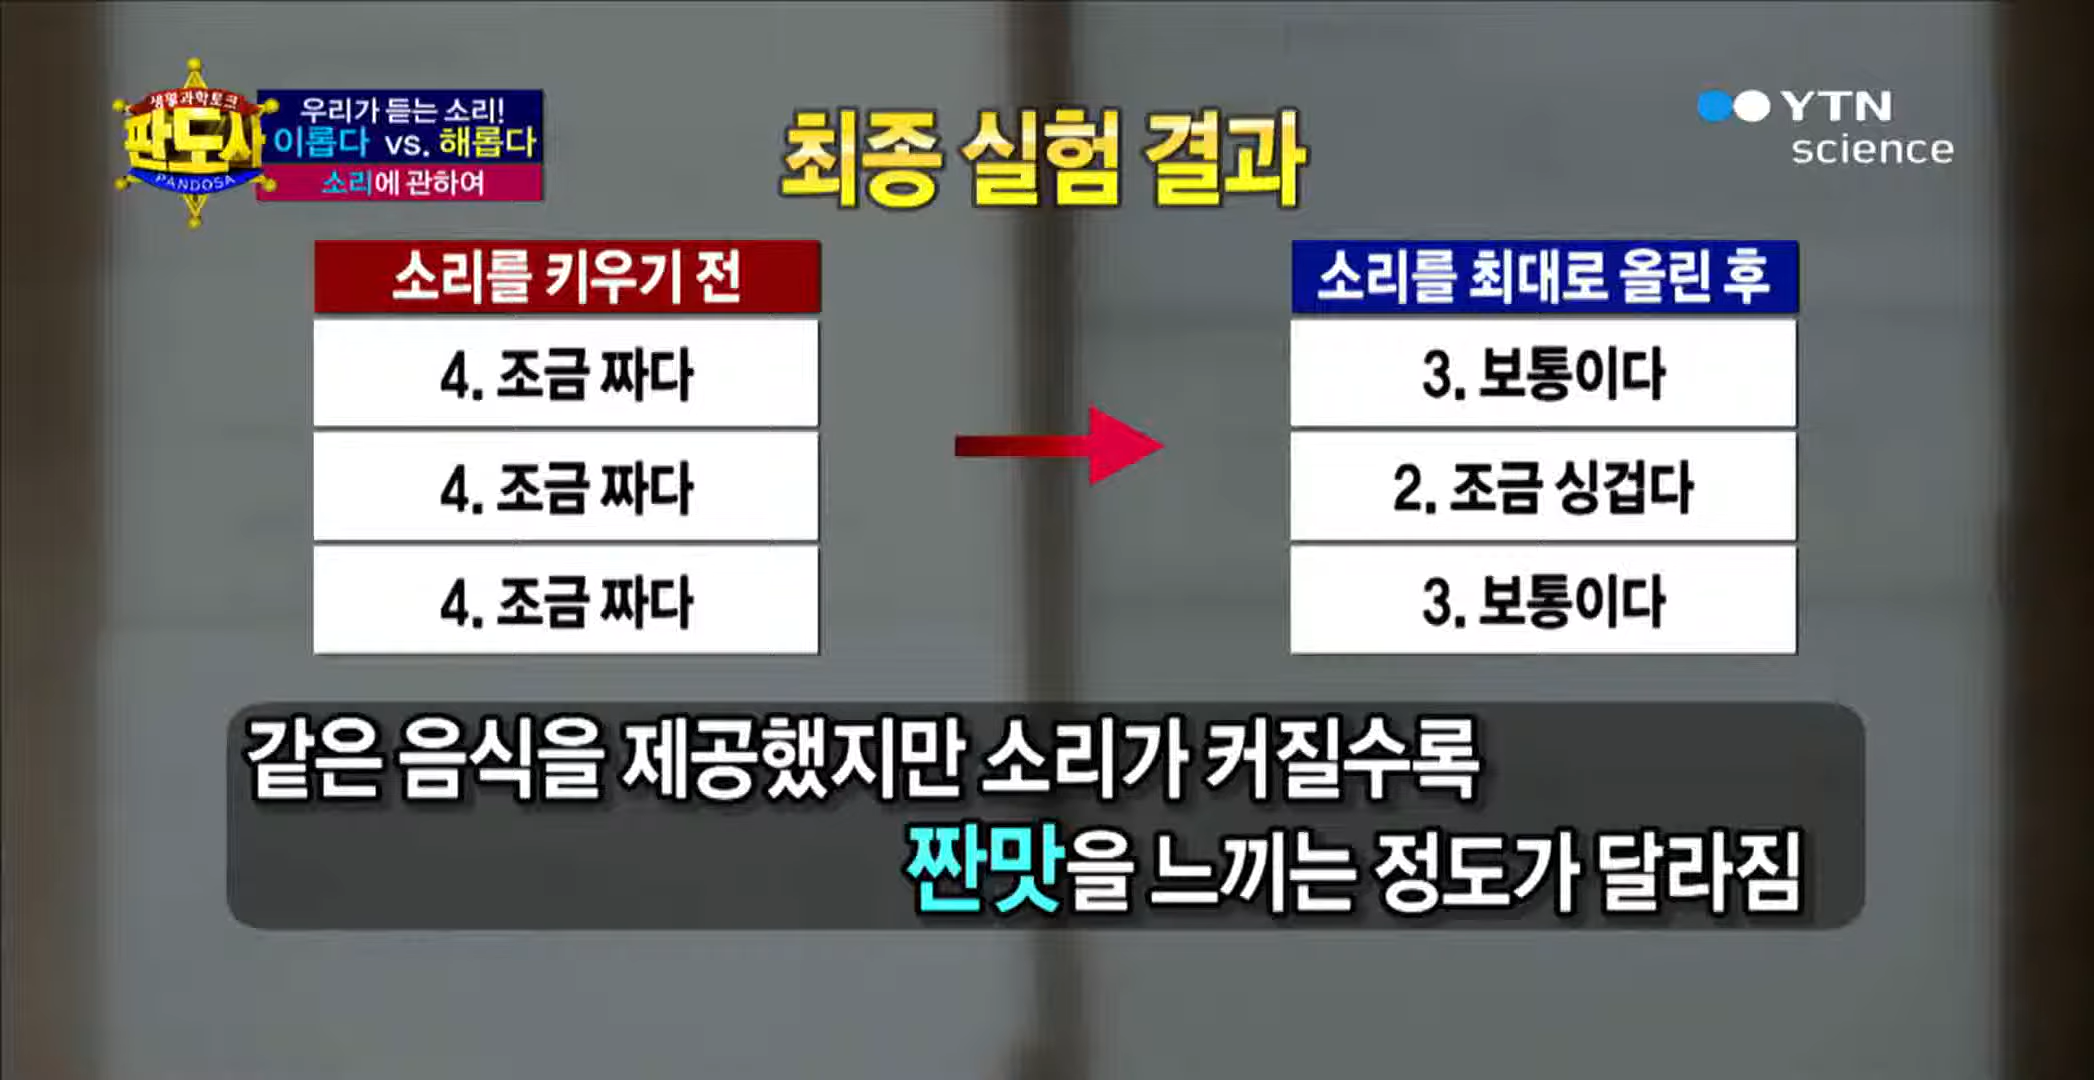 생활과학토크
판도사
PANDOSA
우리가 듣는 소리!
이롭다 vs. 해롭다
소리에 관하여
최종 실험 결과
YTN
science
소리를 키우기 전
4. 조금 짜다
4. 조금 짜다
4. 조금 짜다
소리를 최대로 올린 후
3. 보통이다
2. 조금 싱겁다
3. 보통이다
같은 음식을 제공했지만 소리가 커질수록
짠맛을 느끼는 정도가 달라짐